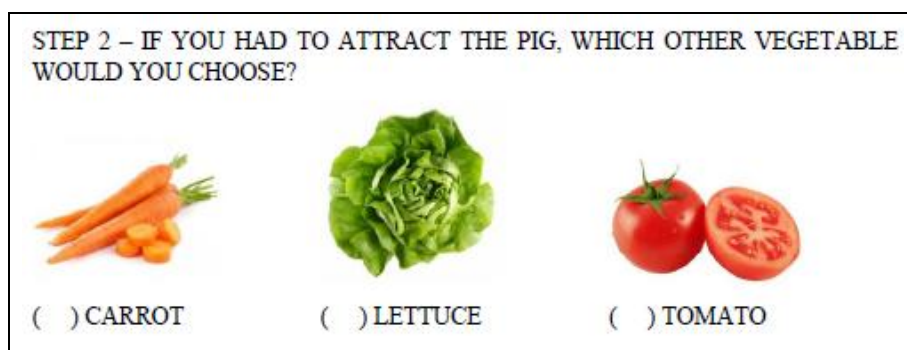 STEP 2 – IF YOU HAD TO ATTRACT THE PIG, WHICH OTHER VEGETABLE
WOULD YOU CHOOSE?
( ) CARROT ( ) LETTUCE ( ) TOMATO